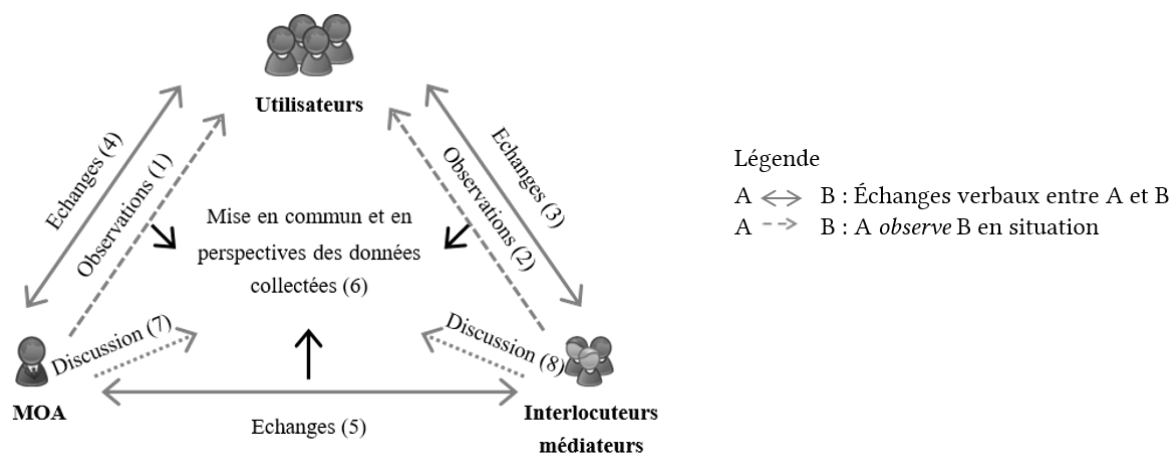 Utilisateurs
Echanges (4)
Observations (1)
Echanges (3)
Observations (2)
Mise en commun et en
perspectives des données
collectées (6)
Discussion (7)
Discussion (8)
MOA
Echanges (5)
Interlocuteurs
médiateurs
Légende
A B : Échanges verbaux entre A et B
A B : A observe B en situation